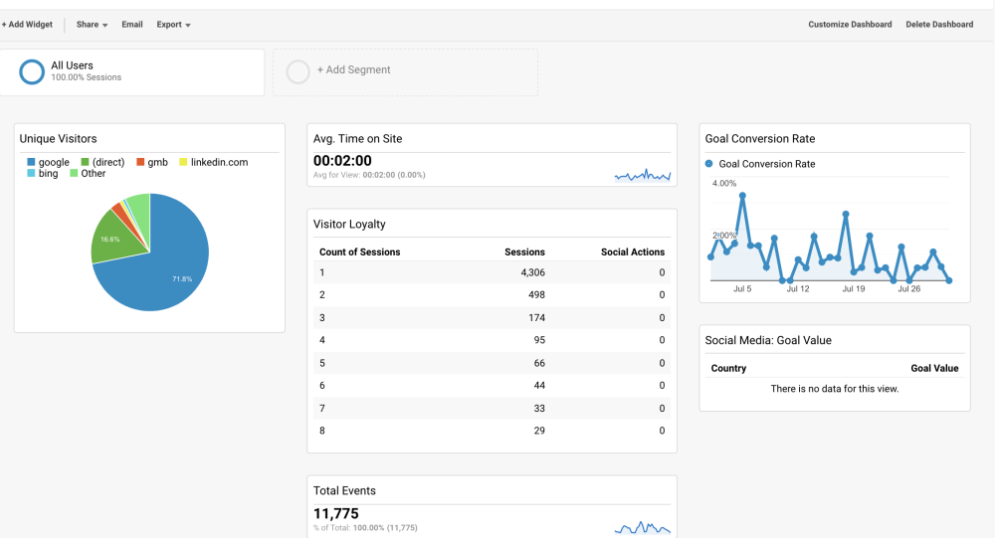 + Add Widget Share Email Export Customize Dashboard Delete Dashboard
All Users
100.00% Sessions
+ Add Segment
Unique Visitors
google (direct) gmb linkedin.com
bing Other
16.6%
71.8%
Avg. Time on Site
00:02:00
Avg for View: 00:02:00 (0.00%)
Visitor Loyalty
Count of Sessions Sessions Social Actions
1 4,306 0
2 498 0
3 174 0
4 95 0
5 66 0
6 44 0
7 33 0
8 29 0
Total Events
11,775
% of Total: 100.00% (11,775)
Goal Conversion Rate
Goal Conversion Rate
4.00%
2.00%
Jul 5 Jul 12 Jul 19 Jul 26
Social Media: Goal Value
Country Goal Value
There is no data for this view.